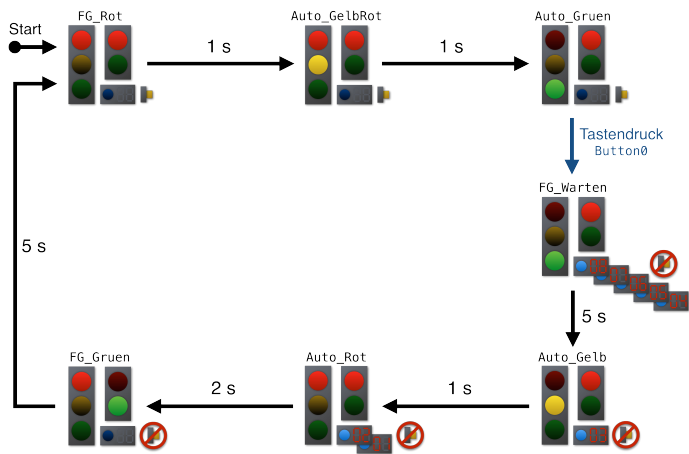 FG_Rot
Auto_GelbRot
Auto_Gruen
Start
1 s
1 s
Tastendruck
Button0
FG_Warten
5 s
5 s
FG_Gruen
Auto_Rot
Auto_Gelb
2 s
1 s